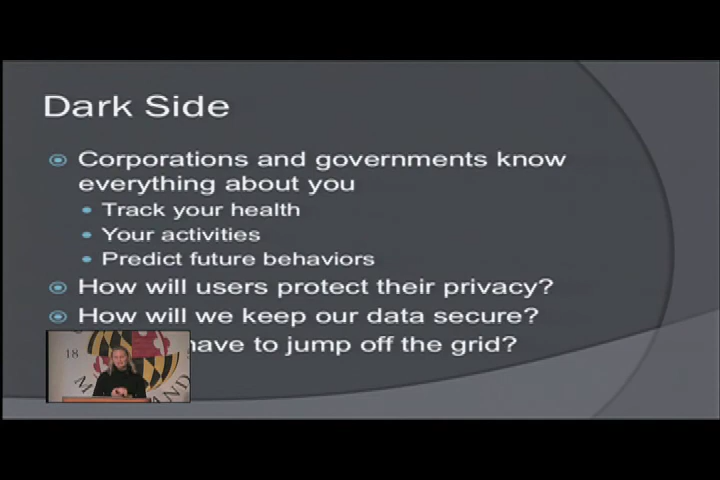 Dark Side
Corporations and governments know
everything about you
Track your health
Your activities
Predict future behaviors
How will users protect their privacy?
How will we keep our data secure?
have to jump off the grid?
18